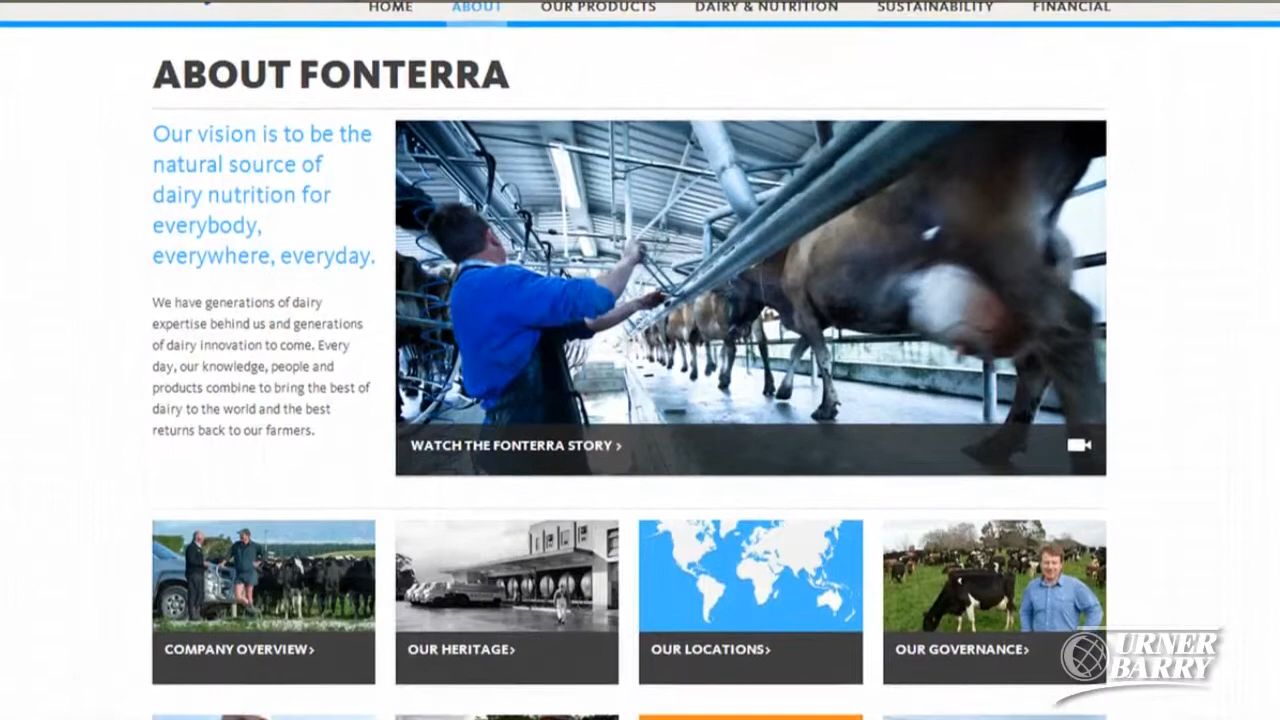 HOME ABOUT OUR PRODUCTS DAIRY & NUTRITION SUSTAINABILITY FINANCIAL
ABOUT FONTERRA
Our vision is to be the
natural source of
dairy nutrition for
everybody,
everywhere, everyday.
We have generations of dairy
expertise behind us and generations
of dairy innovation to come. Every
day, our knowledge, people and
products combine to bring the best of
dairy to the world and the best
returns back to our farmers.
WATCH THE FONTERRA STORY >
COMPANY OVERVIEW>
OUR HERITAGE>
OUR LOCATIONS>
OUR GOVERNANCE>
URNER
BARRY